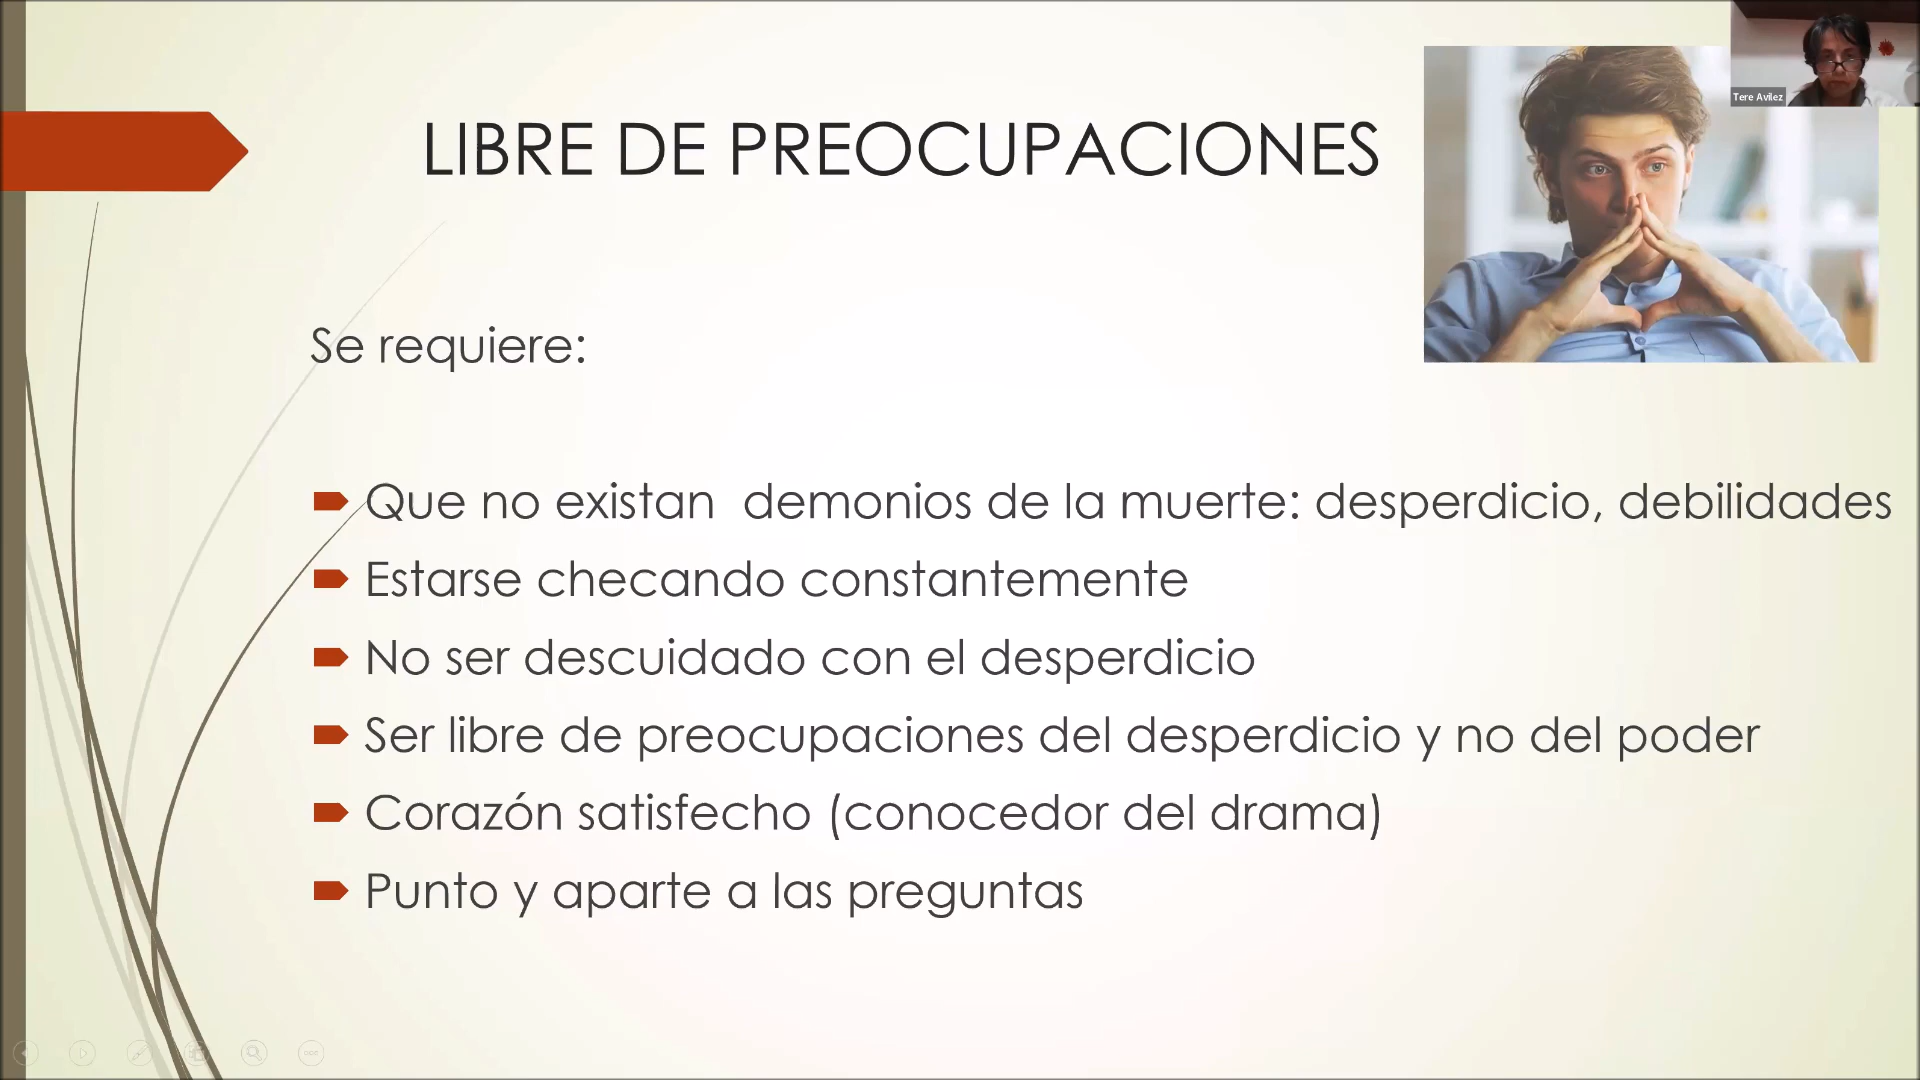 Tere Avilez
LIBRE DE PREOCUPACIONES
Se requiere:
Que no existan  demonios de la muerte: desperdicio, debilidades
Estarse checando constantemente
No ser descuidado con el desperdicio
Ser libre de preocupaciones del desperdicio y no del poder
Corazón satisfecho (conocedor del drama)
Punto y aparte a las preguntas